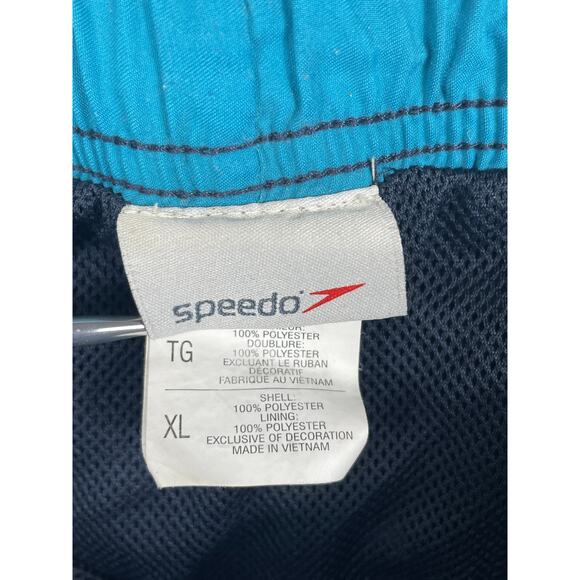 speedo
100% POLYESTER
DOUBLURE:
TG
100% POLYESTER
EXCLUANT LE RUBAN
DÉCORATIF
FABRIQUÉ AU VIÊTNAM
SHELL:
100% POLYESTER
XL
LINING:
100% POLYESTER
EXCLUSIVE OF DECORATION
MADE IN VIETNAM